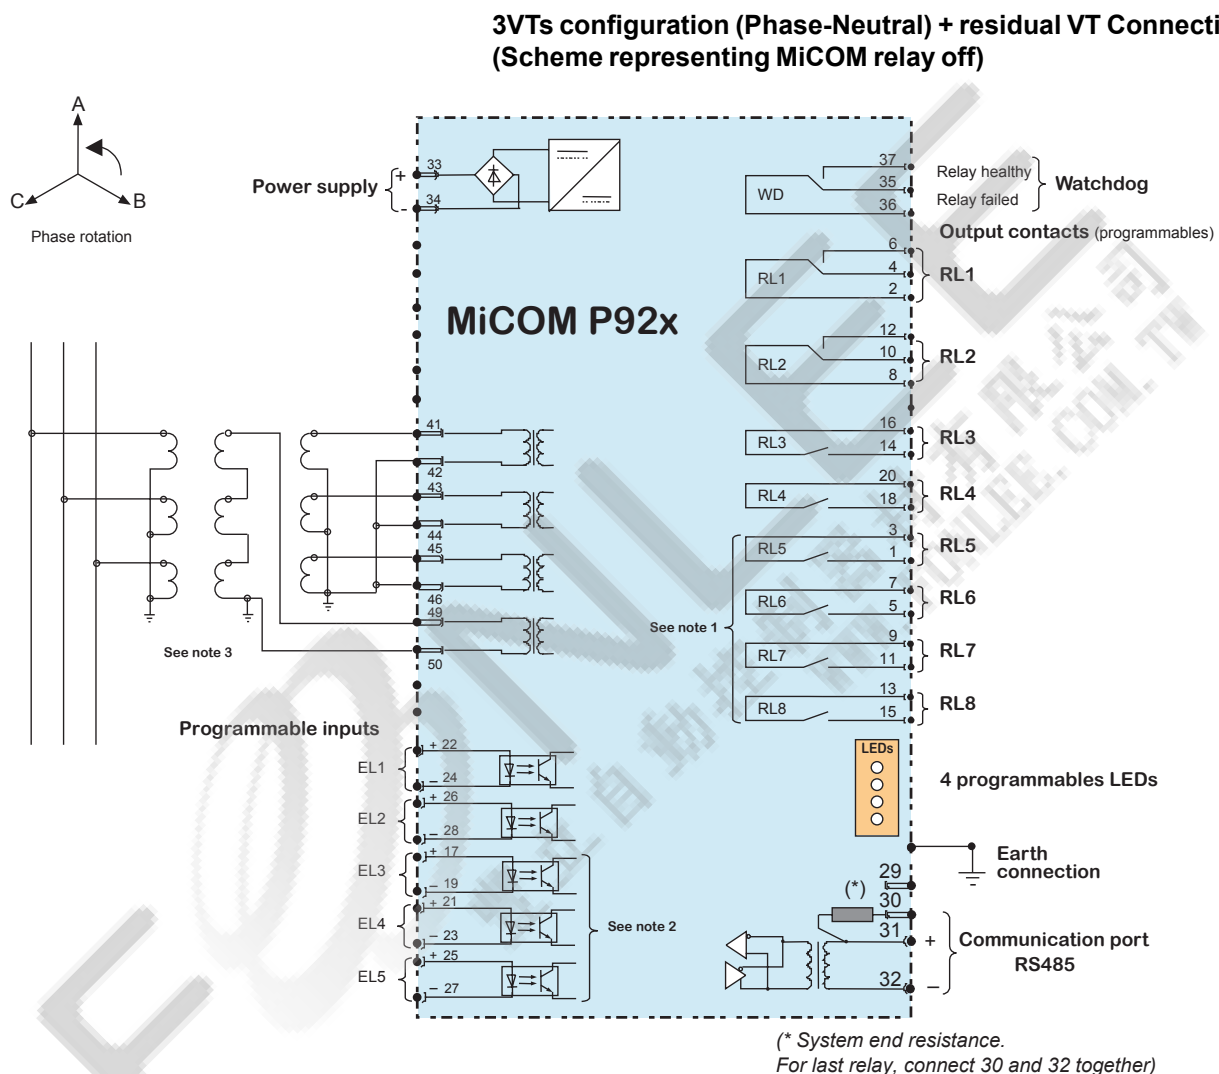 3VTs configuration (Phase-Neutral) + residual VT Connecti
(Scheme representing MiCOM relay off)
A
C
B
Phase rotation
Power supply
+
33
-
34
37
35
36
WD
Relay healthy
Relay failed
Watchdog
Output contacts (programmables)
6
4
2
RL1
RL1
MiCOM P92x
12
10
8
RL2
RL2
41
42
43
44
45
46
49
50
See note 3
16
14
RL3
RL3
20
18
RL4
RL4
3
1
RL5
RL5
7
5
RL6
RL6
See note 1
9
11
RL7
RL7
13
15
RL8
RL8
Programmable inputs
EL1
+ 22
– 24
EL2
+ 26
– 28
EL3
+ 17
– 19
EL4
+ 21
– 23
EL5
+ 25
– 27
See note 2
LEDs
4 programmables LEDs
Earth
connection
29
(*)
30
31
+
32
–
Communication port
RS485
(* System end resistance.
For last relay, connect 30 and 32 together)